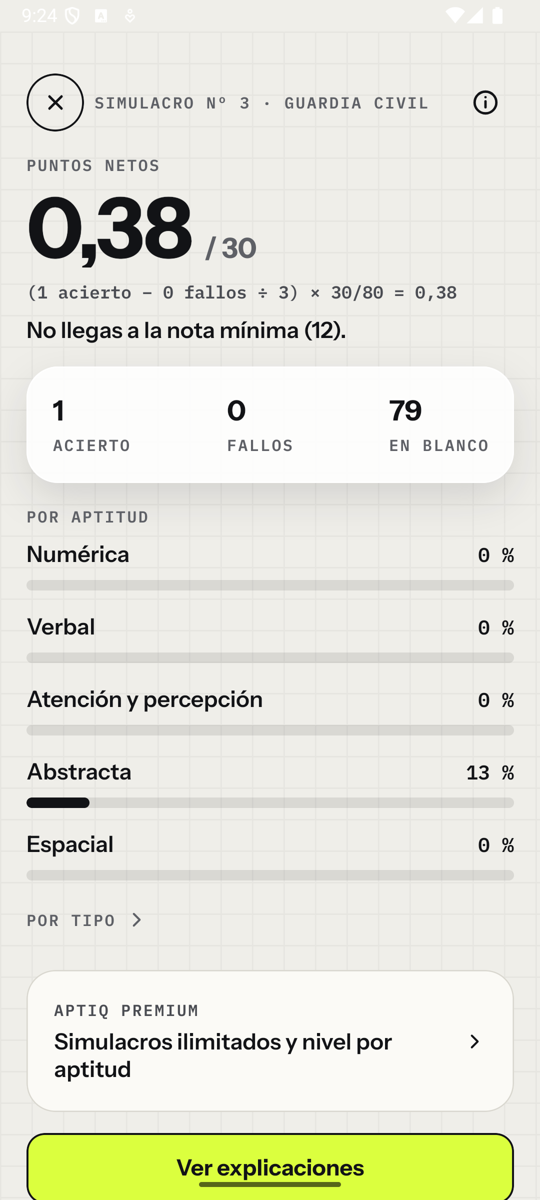 9:24
SIMULACRO Nº 3 · GUARDIA CIVIL
PUNTOS NETOS
0,38 / 30
(1 acierto − 0 fallos ÷ 3) × 30/80 = 0,38
No llegas a la nota mínima (12).
1 0 79
ACIERTO FALLOS EN BLANCO
POR APTITUD
Numérica 0 %
Verbal 0 %
Atención y percepción 0 %
Abstracta 13 %
Espacial 0 %
POR TIPO
APTIQ PREMIUM
Simulacros ilimitados y nivel por
aptitud
Ver explicaciones